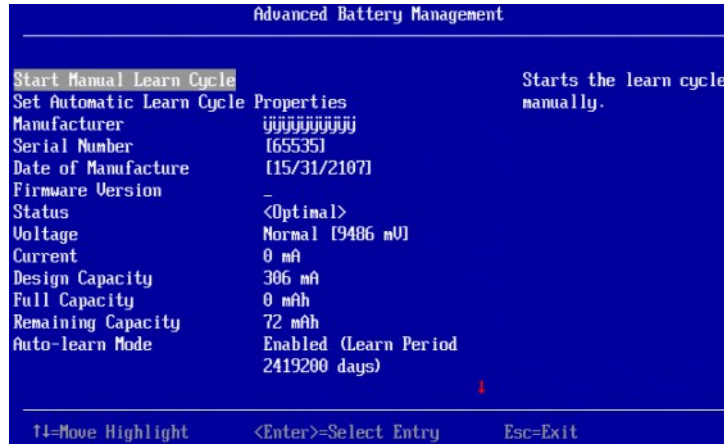 Advanced Battery Management
Start Manual Learn Cycle
Starts the learn cycle
Set Automatic Learn Cycle Properties
manually.
Manufacturer ÿÿÿÿÿÿÿÿÿÿÿ
Serial Number [65535]
Date of Manufacture [15/31/2107]
Firmware Version _
Status <Optimal>
Voltage Normal [9486 mV]
Current 0 mA
Design Capacity 306 mA
Full Capacity 0 mAh
Remaining Capacity 72 mAh
Auto-learn Mode Enabled (Learn Period
2419200 days)
↓
↑↓=Move Highlight <Enter>=Select Entry Esc=Exit